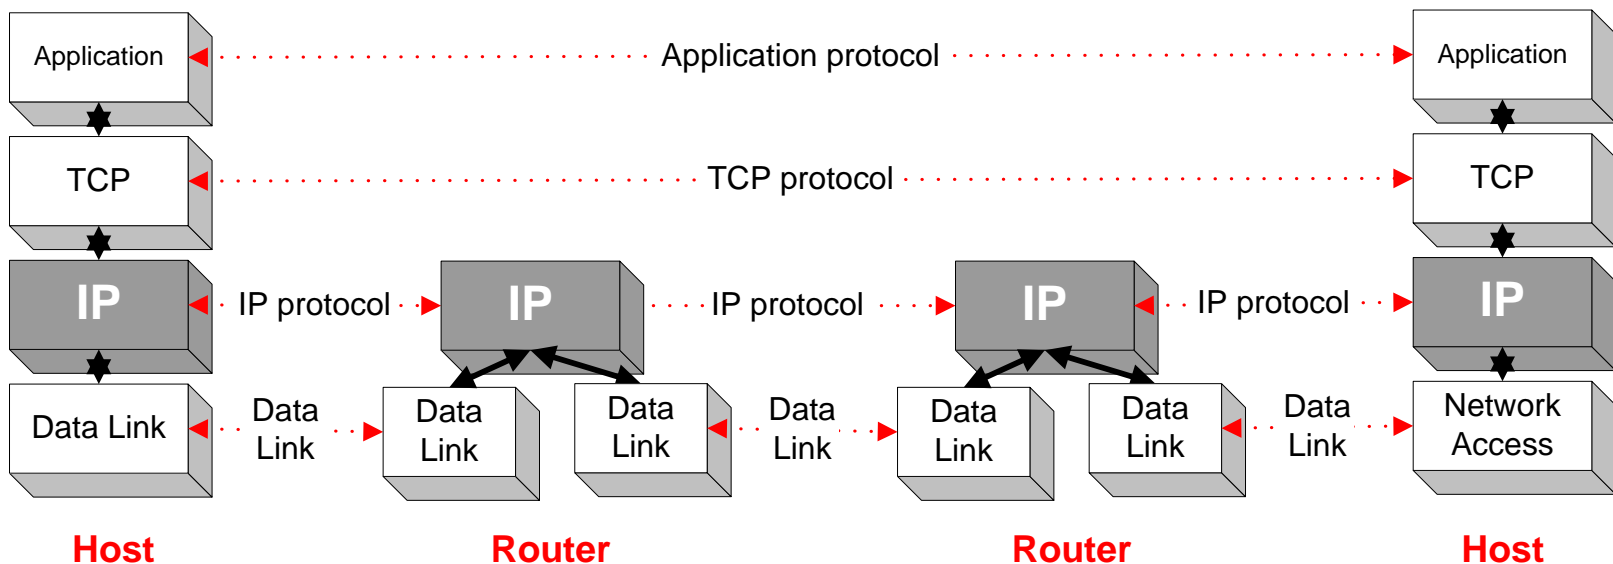 Application
Application protocol
Application
TCP
TCP protocol
TCP
IP
IP protocol
IP
IP protocol
IP
IP protocol
IP
Data Link
Data
Link
Data
Link
Data
Link
Data
Link
Data
Link
Data
Link
Data
Link
Network
Access
Host
Router
Router
Host